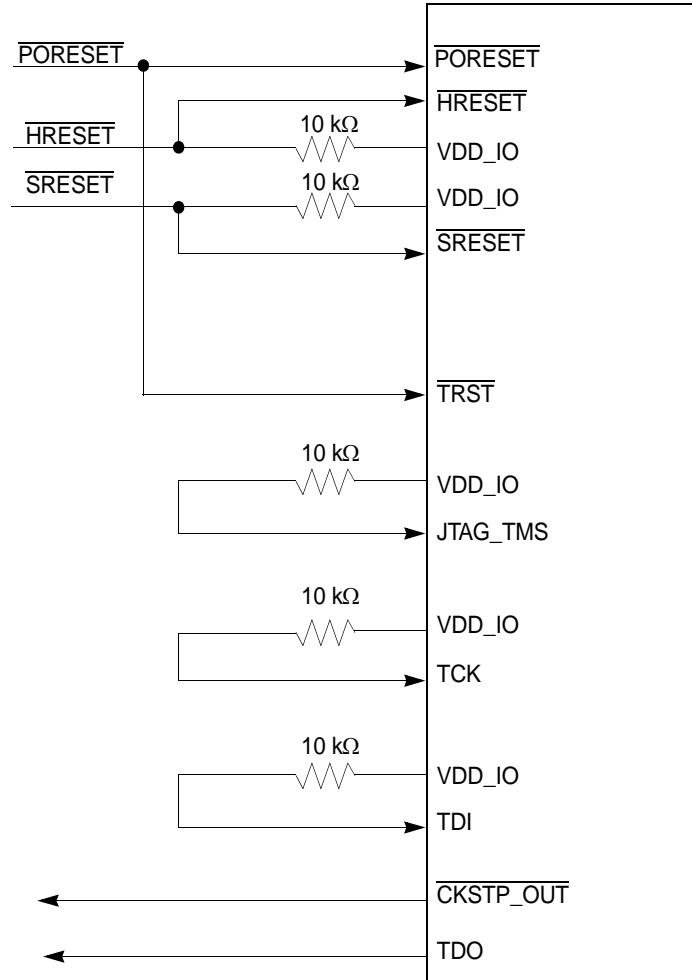 PORESET
PORESET
HRESET
10 kΩ
HRESET
VDD_IO
10 kΩ
SRESET
VDD_IO
SRESET
TRST
10 kΩ
VDD_IO
JTAG_TMS
10 kΩ
VDD_IO
TCK
10 kΩ
VDD_IO
TDI
CKSTP_OUT
TDO